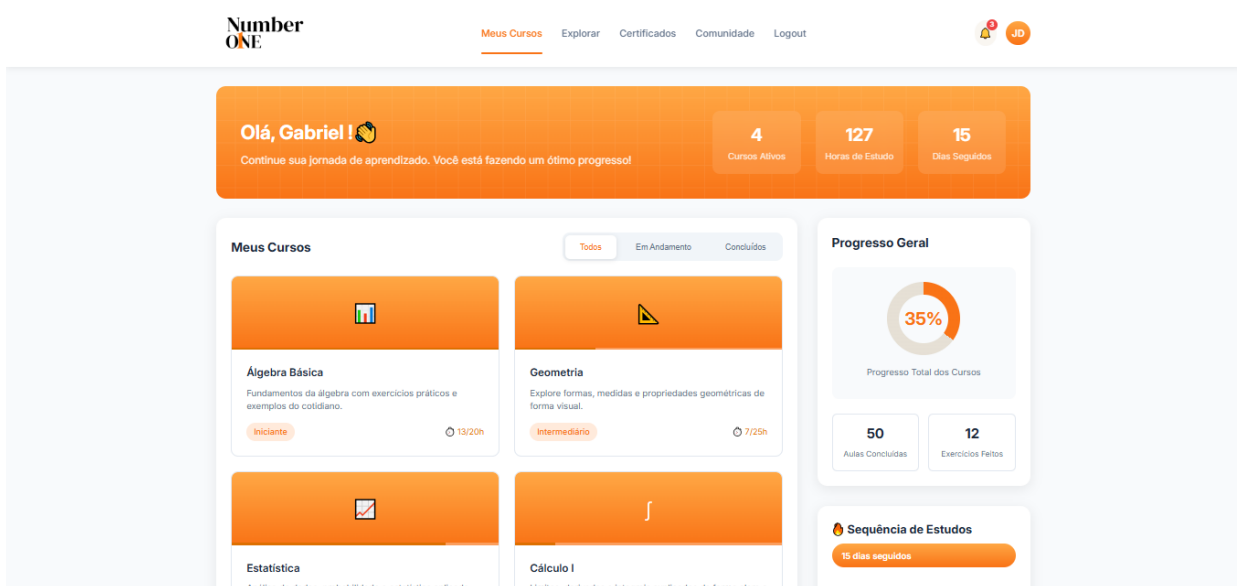 Number
ONE
Meus Cursos
Explorar
Certificados
Comunidade
Logout
3
JD
Olá, Gabriel !
Continue sua jornada de aprendizado. Você está fazendo um ótimo progresso!
4
Cursos Ativos
127
Horas de Estudo
15
Dias Seguidos
Meus Cursos
Todos
Em Andamento
Concluídos
Álgebra Básica
Fundamentos da álgebra com exercícios práticos e
exemplos do cotidiano.
Iniciante
13/20h
Geometria
Explore formas, medidas e propriedades geométricas de
forma visual.
Intermediário
7/25h
Estatística
∫
Cálculo I
Progresso Geral
35%
Progresso Total dos Cursos
50
Aulas Concluídas
12
Exercícios Feitos
Sequência de Estudos
15 dias seguidos